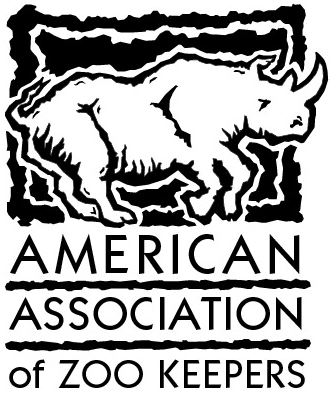 AMERICAN
ASSOCIATION
of ZOO KEEPERS